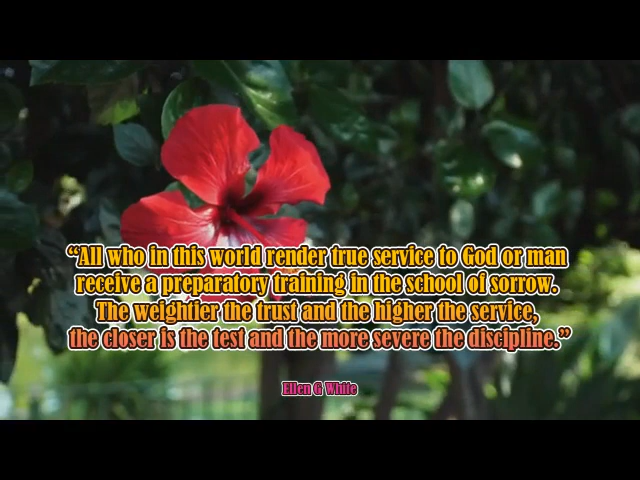 “All who in this world render true service to God or man
receive a preparatory training in the school of sorrow.
The weightier the trust and the higher the service,
the closer is the test and the more severe the discipline.”
Ellen G White